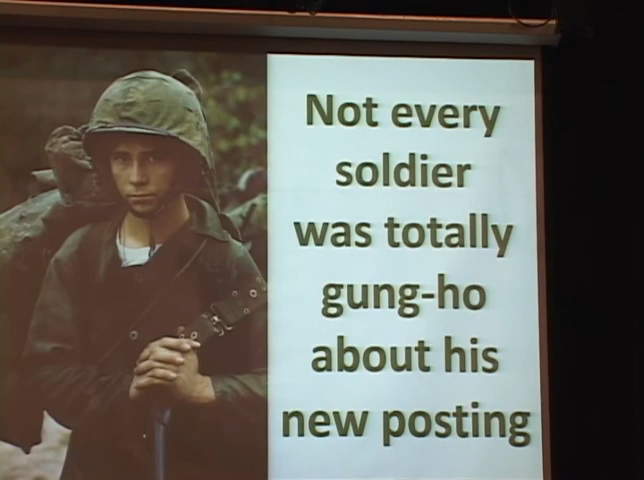 Not every
soldier
was totally
gung-ho
about his
new posting